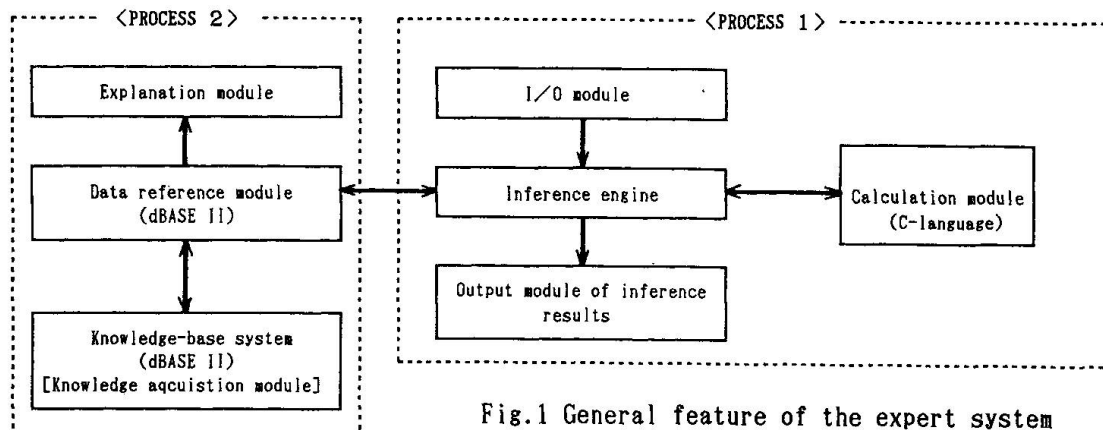 <PROCESS 2>
Explanation module
Data reference module
(dBASE II)
Knowledge-base system
(dBASE II)
[Knowledge aqcuistion module]
<PROCESS 1>
I/O module
Inference engine
Output module of inference
results
Calculation module
(C-language)
Fig.1 General feature of the expert system